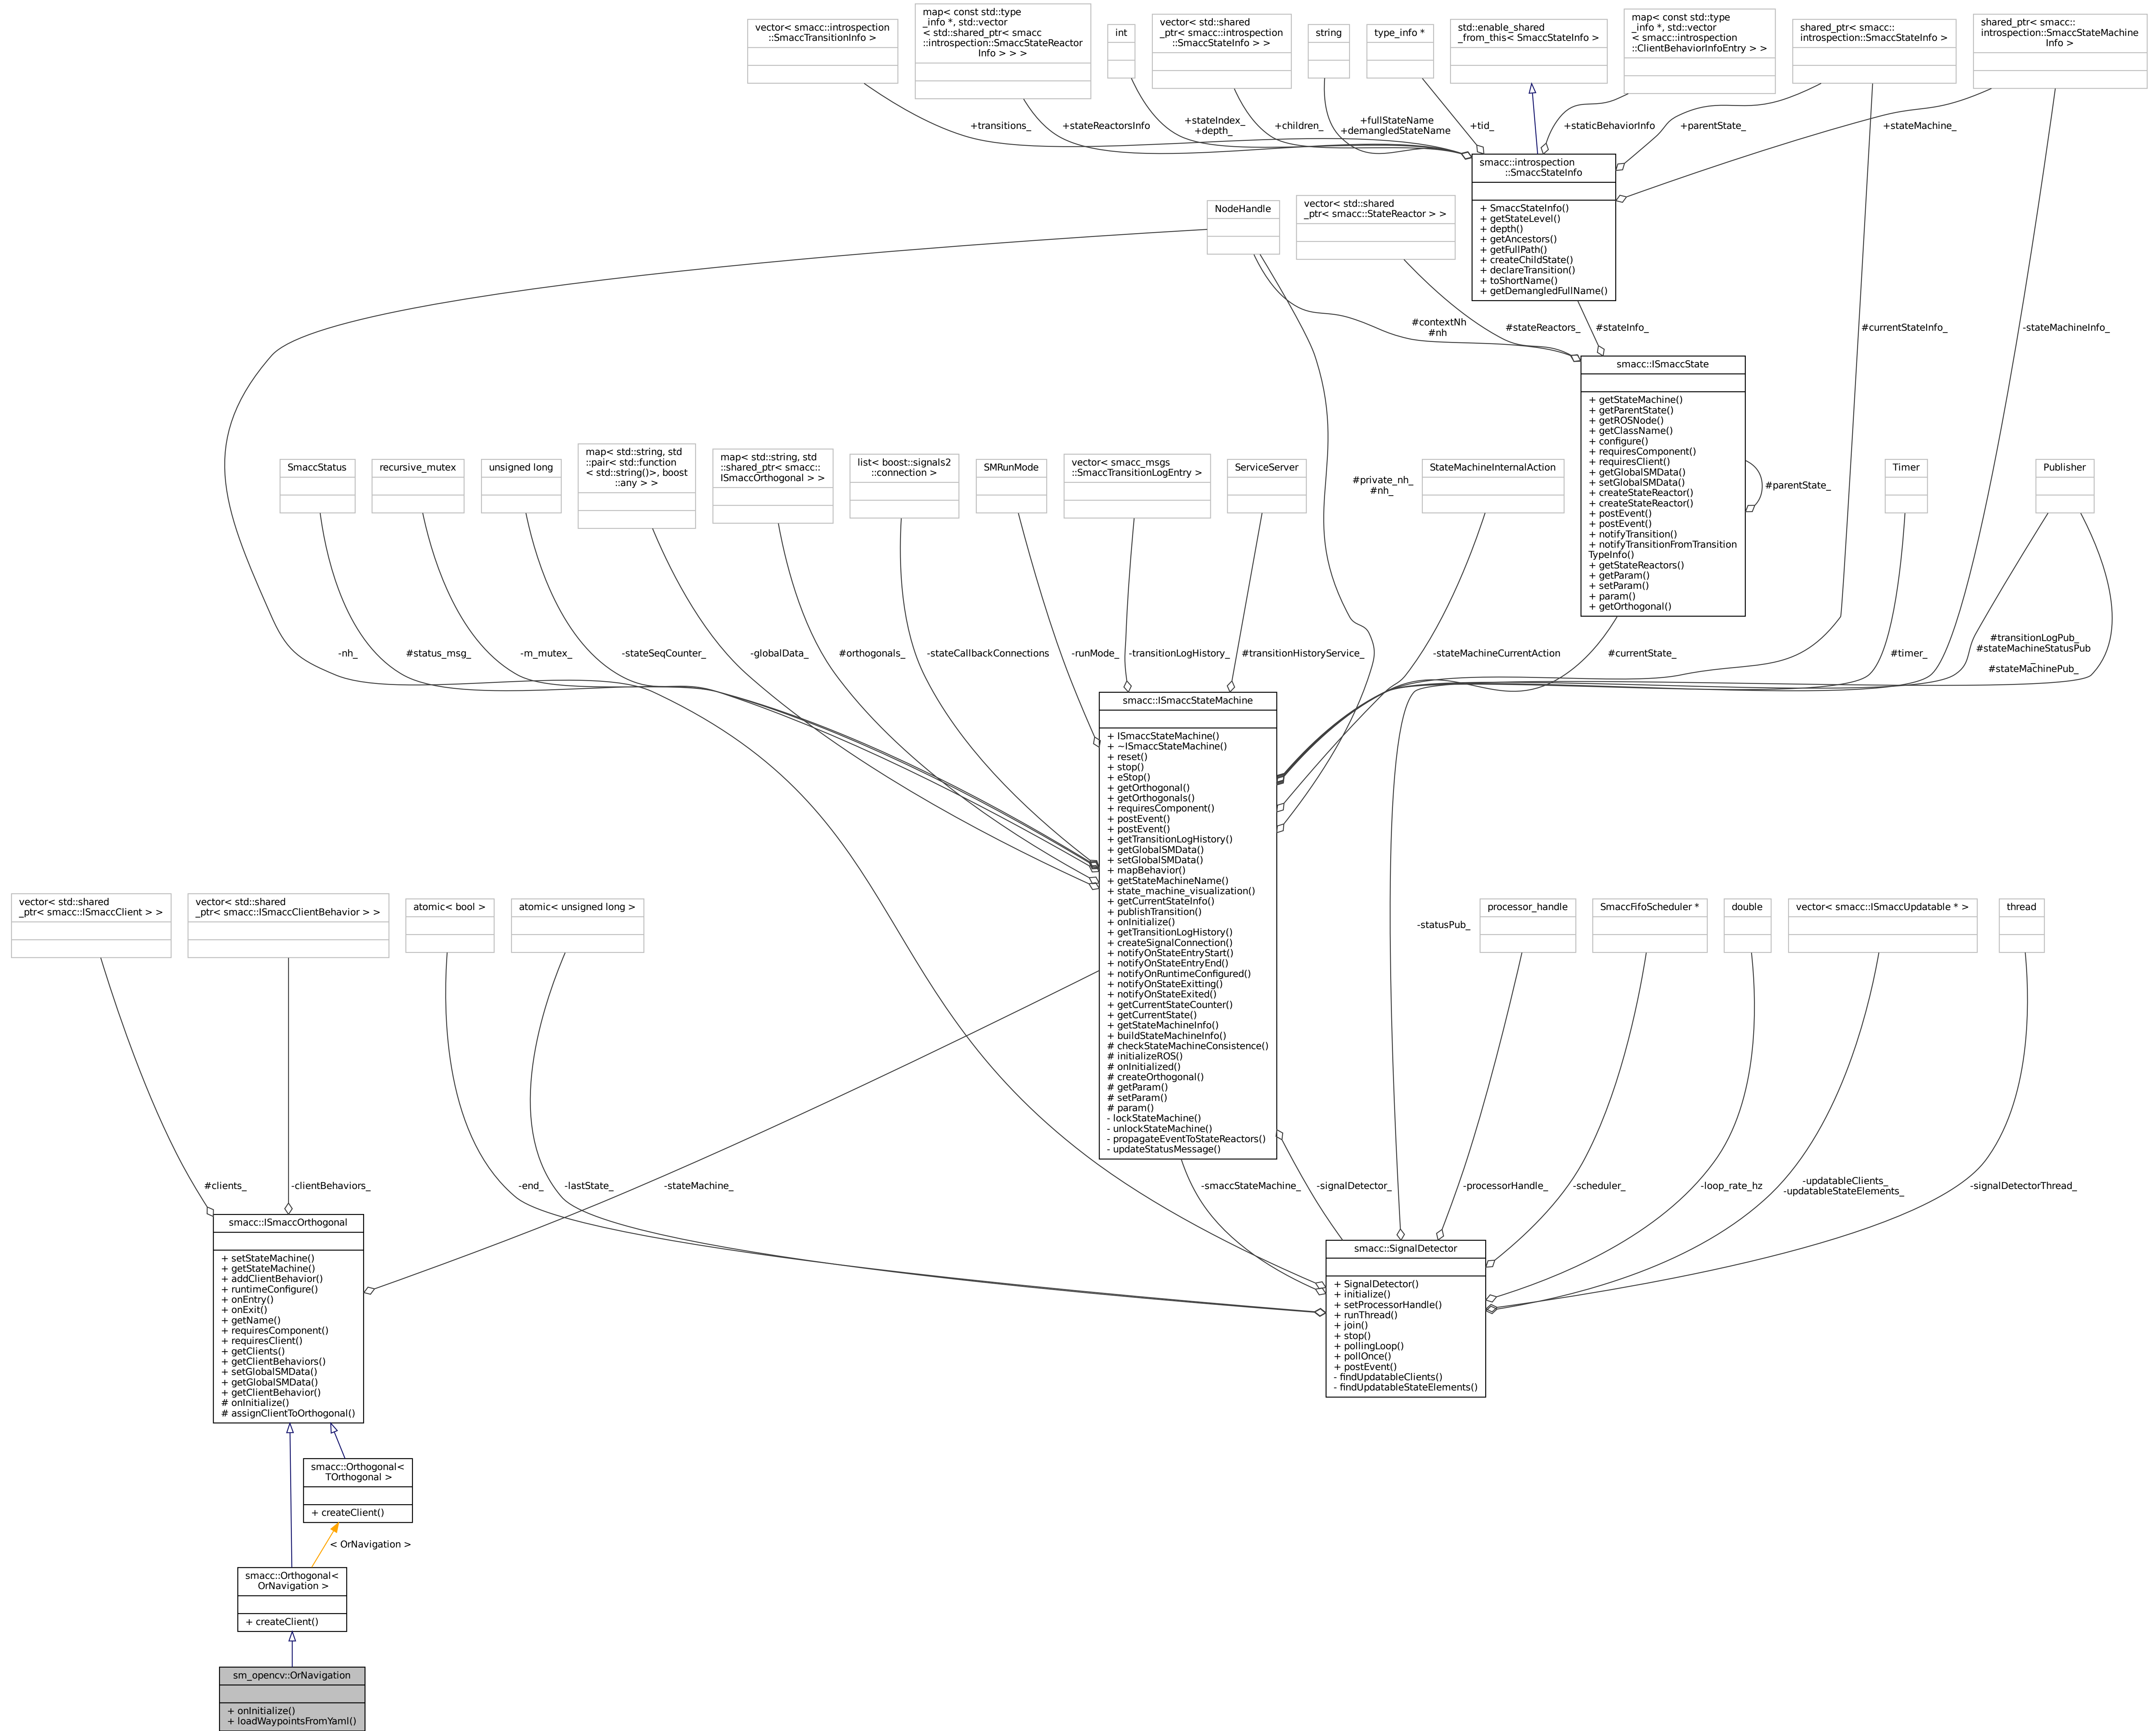 vector< smacc::introspection
::SmaccTransitionInfo >
map< const std::type
_info *, std::vector
< std::shared_ptr< smacc
::introspection::SmaccStateReactor
Info > > >
int
vector< std::shared
_ptr< smacc::introspection
::SmaccStateInfo > >
string
type_info *
std::enable_shared
_from_this< SmaccStateInfo >
map< const std::type
_info *, std::vector
< smacc::introspection
::ClientBehaviorInfoEntry > >
shared_ptr< smacc::
introspection::SmaccStateInfo >
shared_ptr< smacc::
introspection::SmaccStateMachine
Info >
+transitions_
+stateReactorsInfo
+stateIndex_
+depth_
+children_
+fullStateName
+demangledStateName
+tid_
+staticBehaviorInfo
+parentState_
+stateMachine_
smacc::introspection
::SmaccStateInfo
+ SmaccStateInfo()
+ getStateLevel()
+ depth()
+ getAncestors()
+ getFullPath()
+ createChildState()
+ declareTransition()
+ toShortName()
+ getDemangledFullName()
NodeHandle
vector< std::shared
_ptr< smacc::StateReactor > >
#contextNh
#nh
#stateReactors_
#stateInfo_
#currentStateInfo_
-stateMachineInfo_
smacc::ISmaccState
+ getStateMachine()
+ getParentState()
+ getROSNode()
+ getClassName()
+ configure()
+ requiresComponent()
+ requiresClient()
+ getGlobalSMData()
+ setGlobalSMData()
+ createStateReactor()
+ createStateReactor()
+ postEvent()
+ postEvent()
+ notifyTransition()
+ notifyTransitionFromTransition
TypeInfo()
+ getStateReactors()
+ getParam()
+ setParam()
+ param()
+ getOrthogonal()
#parentState_
SmaccStatus
recursive_mutex
unsigned long
map< std::string, std
::pair< std::function
< std::string()>, boost
::any > >
map< std::string, std
::shared_ptr< smacc::
ISmaccOrthogonal > >
list< boost::signals2
::connection >
SMRunMode
vector< smacc_msgs
::SmaccTransitionLogEntry >
ServiceServer
#private_nh_
#nh_
StateMachineInternalAction
Timer
Publisher
-nh_
#status_msg_
-m_mutex_
-stateSeqCounter_
-globalData_
#orthogonals_
-stateCallbackConnections
-runMode_
-transitionLogHistory_
#transitionHistoryService_
-stateMachineCurrentAction
#currentState_
#timer_
#transitionLogPub_
#stateMachineStatusPub
_
#stateMachinePub_
smacc::ISmaccStateMachine
+ ISmaccStateMachine()
+ ~ISmaccStateMachine()
+ reset()
+ stop()
+ eStop()
+ getOrthogonal()
+ getOrthogonals()
+ requiresComponent()
+ postEvent()
+ postEvent()
+ getTransitionLogHistory()
+ getGlobalSMData()
+ setGlobalSMData()
+ mapBehavior()
+ getStateMachineName()
+ state_machine_visualization()
+ getCurrentStateInfo()
+ publishTransition()
+ onInitialize()
+ getTransitionLogHistory()
+ createSignalConnection()
+ notifyOnStateEntryStart()
+ notifyOnStateEntryEnd()
+ notifyOnRuntimeConfigured()
+ notifyOnStateExitting()
+ notifyOnStateExited()
+ getCurrentStateCounter()
+ getCurrentState()
+ getStateMachineInfo()
+ buildStateMachineInfo()
# checkStateMachineConsistence()
# initializeROS()
# onInitialized()
# createOrthogonal()
# getParam()
# setParam()
# param()
- lockStateMachine()
- unlockStateMachine()
- propagateEventToStateReactors()
- updateStatusMessage()
vector< std::shared
_ptr< smacc::ISmaccClient > >
vector< std::shared
_ptr< smacc::ISmaccClientBehavior > >
atomic< bool >
atomic< unsigned long >
-statusPub_
processor_handle
SmaccFifoScheduler *
double
vector< smacc::ISmaccUpdatable * >
thread
#clients_
-clientBehaviors_
-end_
-lastState_
-stateMachine_
-smaccStateMachine_
-signalDetector_
-processorHandle_
-scheduler_
-loop_rate_hz
-updatableClients_
-updatableStateElements_
-signalDetectorThread_
smacc::ISmaccOrthogonal
+ setStateMachine()
+ getStateMachine()
+ addClientBehavior()
+ runtimeConfigure()
+ onEntry()
+ onExit()
+ getName()
+ requiresComponent()
+ requiresClient()
+ getClients()
+ getClientBehaviors()
+ setGlobalSMData()
+ getGlobalSMData()
+ getClientBehavior()
# onInitialize()
# assignClientToOrthogonal()
smacc::SignalDetector
+ SignalDetector()
+ initialize()
+ setProcessorHandle()
+ runThread()
+ join()
+ stop()
+ pollingLoop()
+ pollOnce()
+ postEvent()
- findUpdatableClients()
- findUpdatableStateElements()
smacc::Orthogonal<
TOrthogonal >
+ createClient()
< OrNavigation >
smacc::Orthogonal<
OrNavigation >
+ createClient()
sm_opencv::OrNavigation
+ onInitialize()
+ loadWaypointsFromYaml()